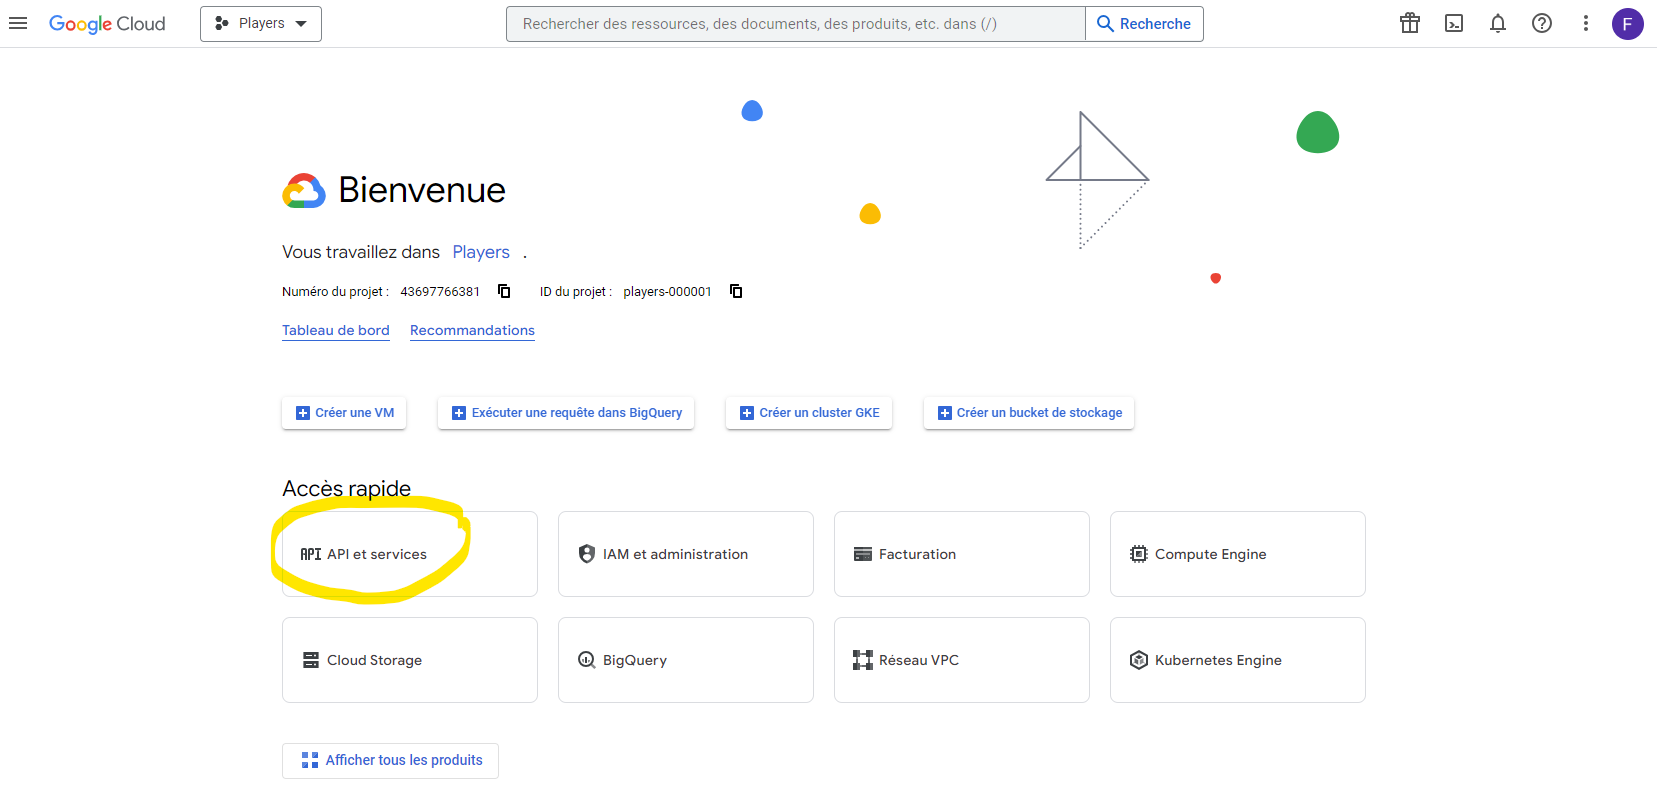 Google Cloud
Players
Rechercher des ressources, des documents, des produits, etc. dans (/)
Recherche
F
Bienvenue
Vous travaillez dans Players .
Numéro du projet : 43697766381 ID du projet : players-000001
Tableau de bord Recommandations
Créer une VM Exécuter une requête dans BigQuery Créer un cluster GKE Créer un bucket de stockage
Accès rapide
API API et services IAM et administration Facturation Compute Engine
Cloud Storage BigQuery Réseau VPC Kubernetes Engine
Afficher tous les produits